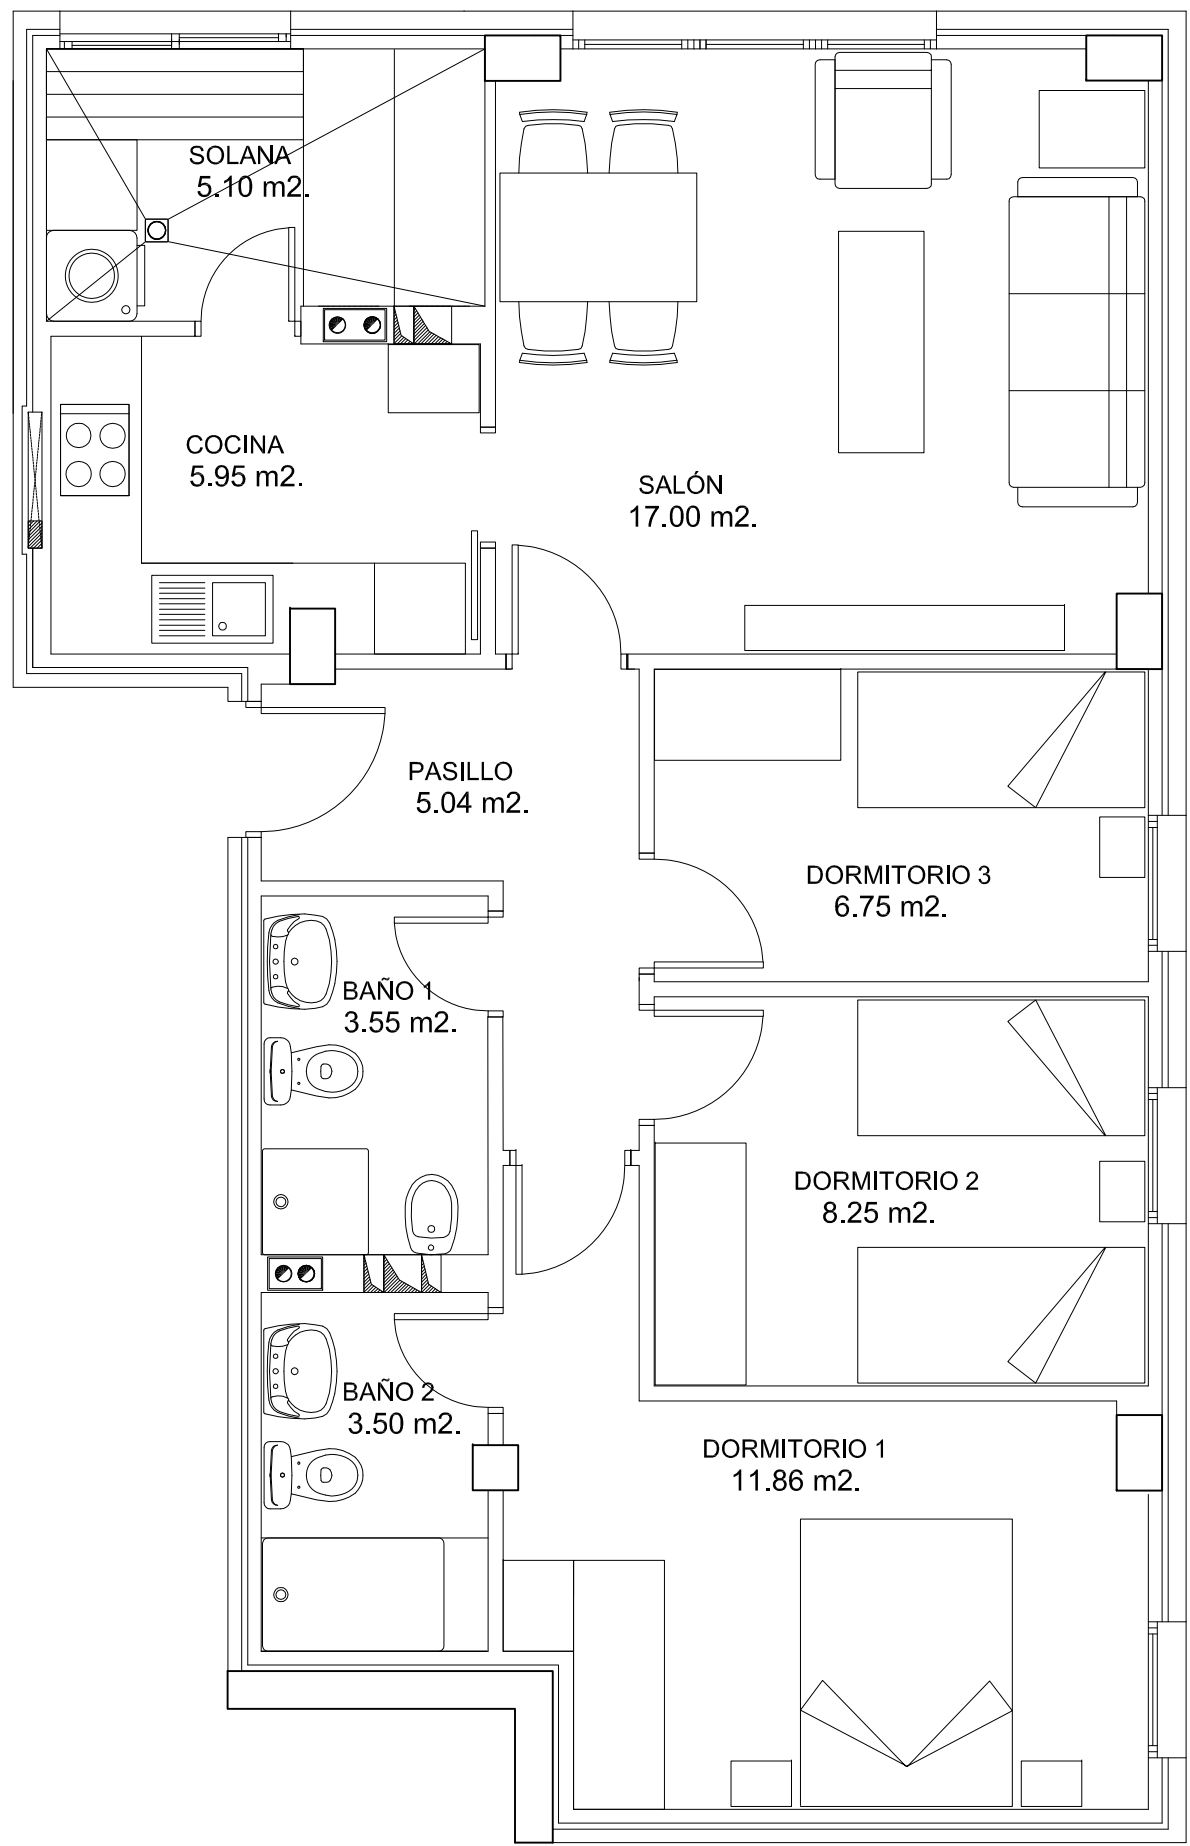 SOLANA
5.10 m2.
COCINA
5.95 m2.
SALÓN
17.00 m2.
PASILLO
5.04 m2.
DORMITORIO 3
6.75 m2.
BAÑO 1
3.55 m2.
DORMITORIO 2
8.25 m2.
BAÑO 2
3.50 m2.
DORMITORIO 1
11.86 m2.